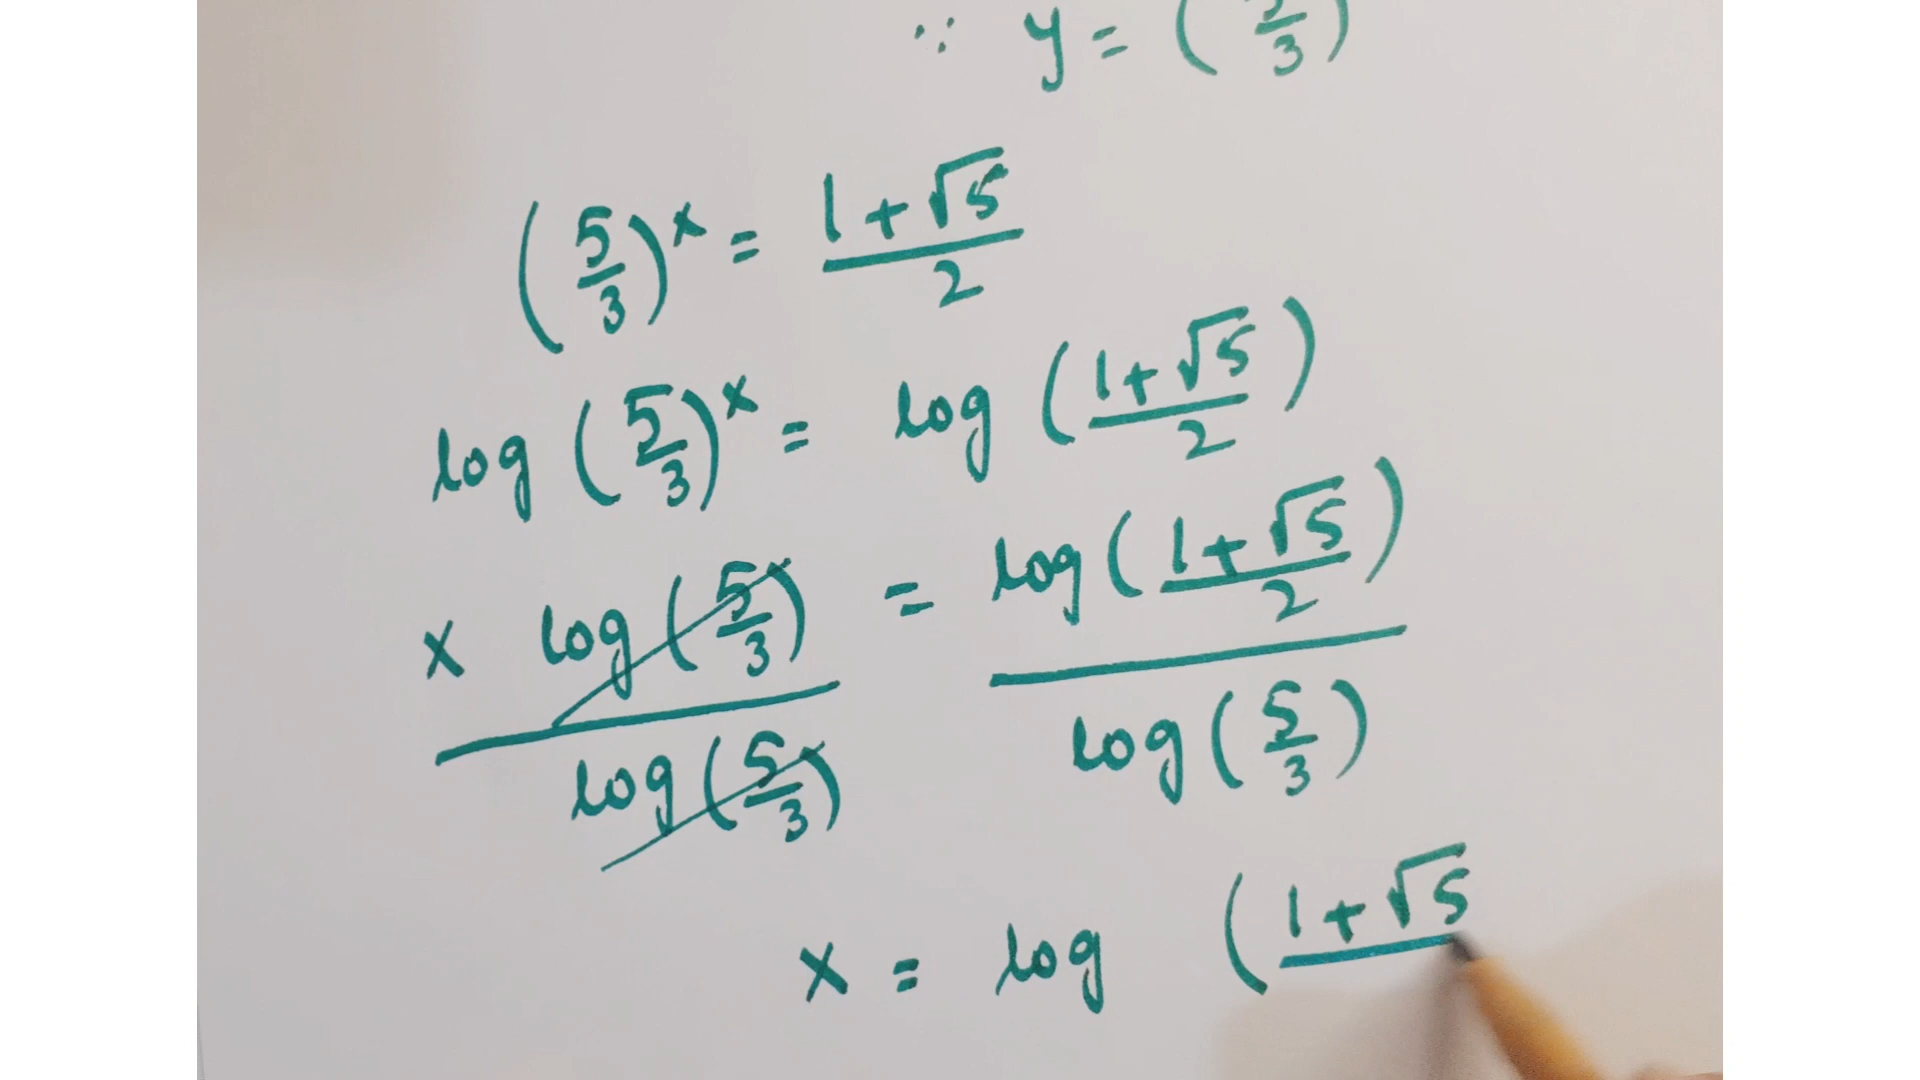 ∵ y = (5/3)
(5/3)^x = (1+√5)/2
log (5/3)^x = log ((1+√5)/2)
x log (5/3) / log (5/3) = log ((1+√5)/2) / log (5/3)
x = log (1+√5